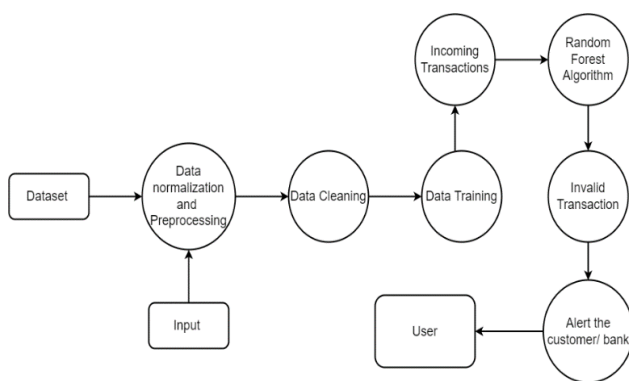 Dataset
Input
Data
normalization
and
Preprocessing
Data Cleaning
Data Training
Incoming
Transactions
Random
Forest
Algorithm
Invalid
Transaction
Alert the
customer/ bank
User